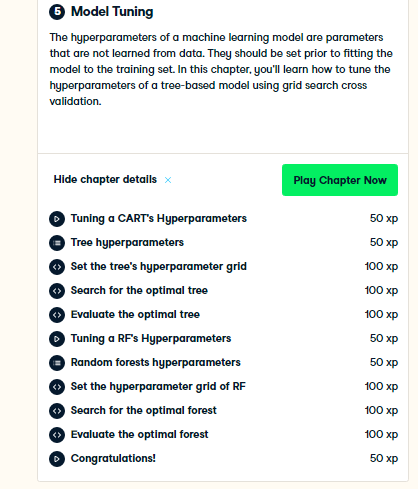 5 Model Tuning
The hyperparameters of a machine learning model are parameters
that are not learned from data. They should be set prior to fitting the
model to the training set. In this chapter, you'll learn how to tune the
hyperparameters of a tree-based model using grid search cross
validation.
Hide chapter details ×
Play Chapter Now
Tuning a CART's Hyperparameters 50 xp
Tree hyperparameters 50 xp
Set the tree's hyperparameter grid 100 xp
Search for the optimal tree 100 xp
Evaluate the optimal tree 100 xp
Tuning a RF's Hyperparameters 50 xp
Random forests hyperparameters 50 xp
Set the hyperparameter grid of RF 100 xp
Search for the optimal forest 100 xp
Evaluate the optimal forest 100 xp
Congratulations! 50 xp